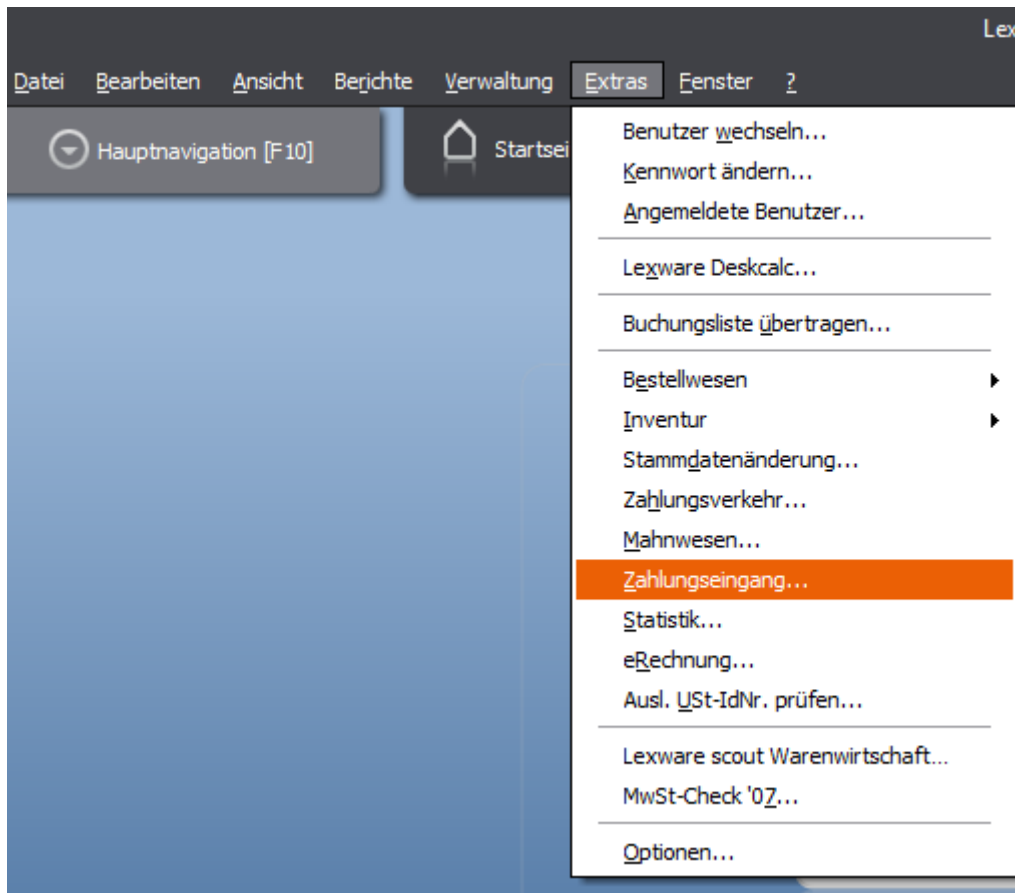 Lex
Datei Bearbeiten Ansicht Berichte Verwaltung Extras Fenster ?
Hauptnavigation [F10] Startsei
Benutzer wechseln...
Kennwort ändern...
Angemeldete Benutzer...
Lexware Deskcalc...
Buchungsliste übertragen...
Bestellwesen
Inventur
Stammdatenänderung...
Zahlungsverkehr...
Mahnwesen...
Zahlungseingang...
Statistik...
eRechnung...
Ausl. USt-IdNr. prüfen...
Lexware scout Warenwirtschaft...
MwSt-Check '07...
Optionen...